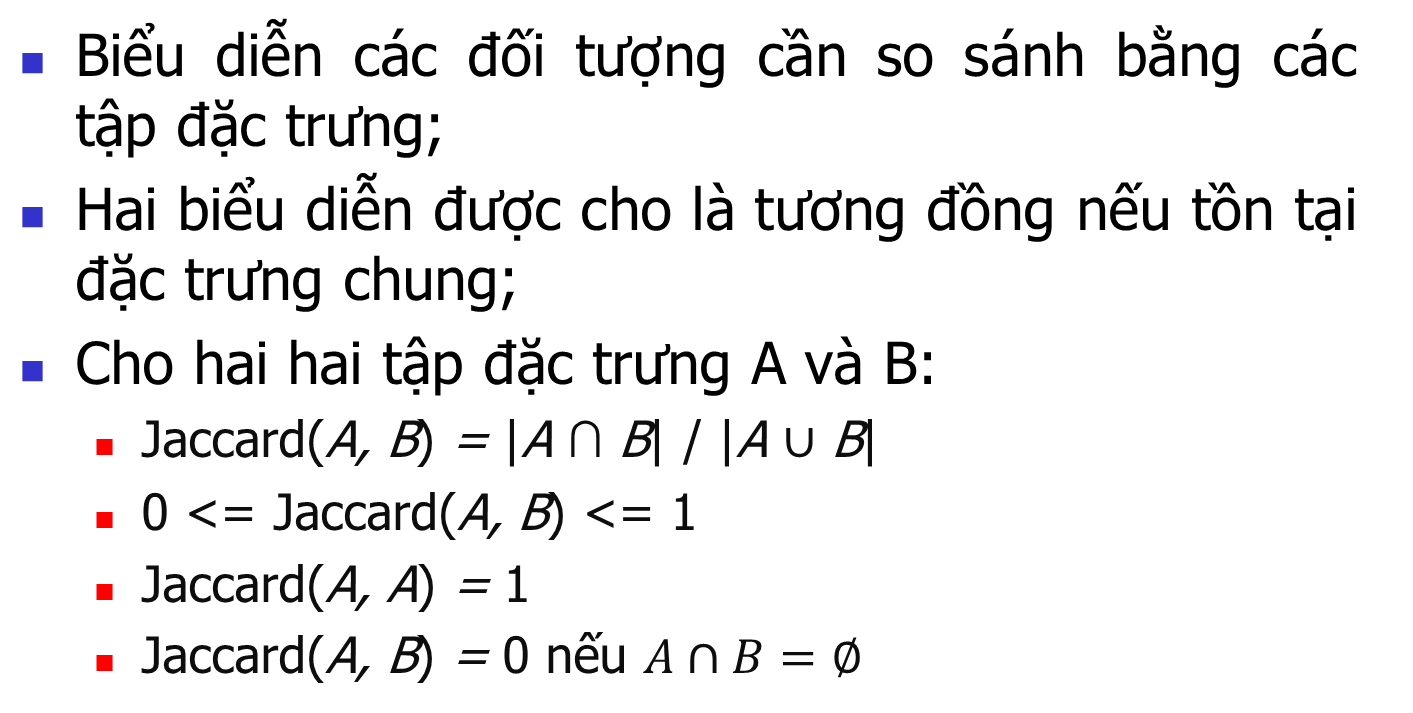 Biểu diễn các đối tượng cần so sánh bằng các
tập đặc trưng;
Hai biểu diễn được cho là tương đồng nếu tồn tại
đặc trưng chung;
Cho hai hai tập đặc trưng A và B:
Jaccard(A, B) = |A ∩ B| / |A ∪ B|
0 <= Jaccard(A, B) <= 1
Jaccard(A, A) = 1
Jaccard(A, B) = 0 nếu A ∩ B = ∅